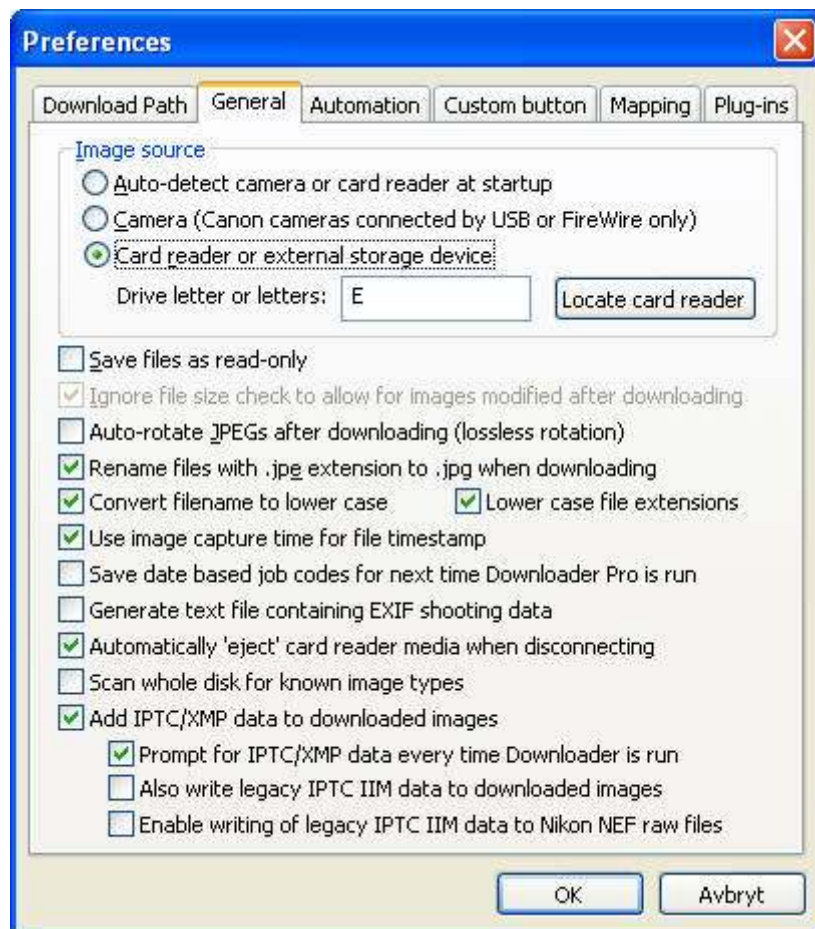 Preferences
Download Path General Automation Custom button Mapping Plug-ins
Image source
Auto-detect camera or card reader at startup
Camera (Canon cameras connected by USB or FireWire only)
Card reader or external storage device
Drive letter or letters: E Locate card reader
Save files as read-only
Ignore file size check to allow for images modified after downloading
Auto-rotate JPEGs after downloading (lossless rotation)
Rename files with .jpe extension to .jpg when downloading
Convert filename to lower case Lower case file extensions
Use image capture time for file timestamp
Save date based job codes for next time Downloader Pro is run
Generate text file containing EXIF shooting data
Automatically 'eject' card reader media when disconnecting
Scan whole disk for known image types
Add IPTC/XMP data to downloaded images
Prompt for IPTC/XMP data every time Downloader is run
Also write legacy IPTC IIM data to downloaded images
Enable writing of legacy IPTC IIM data to Nikon NEF raw files
OK Avbryt